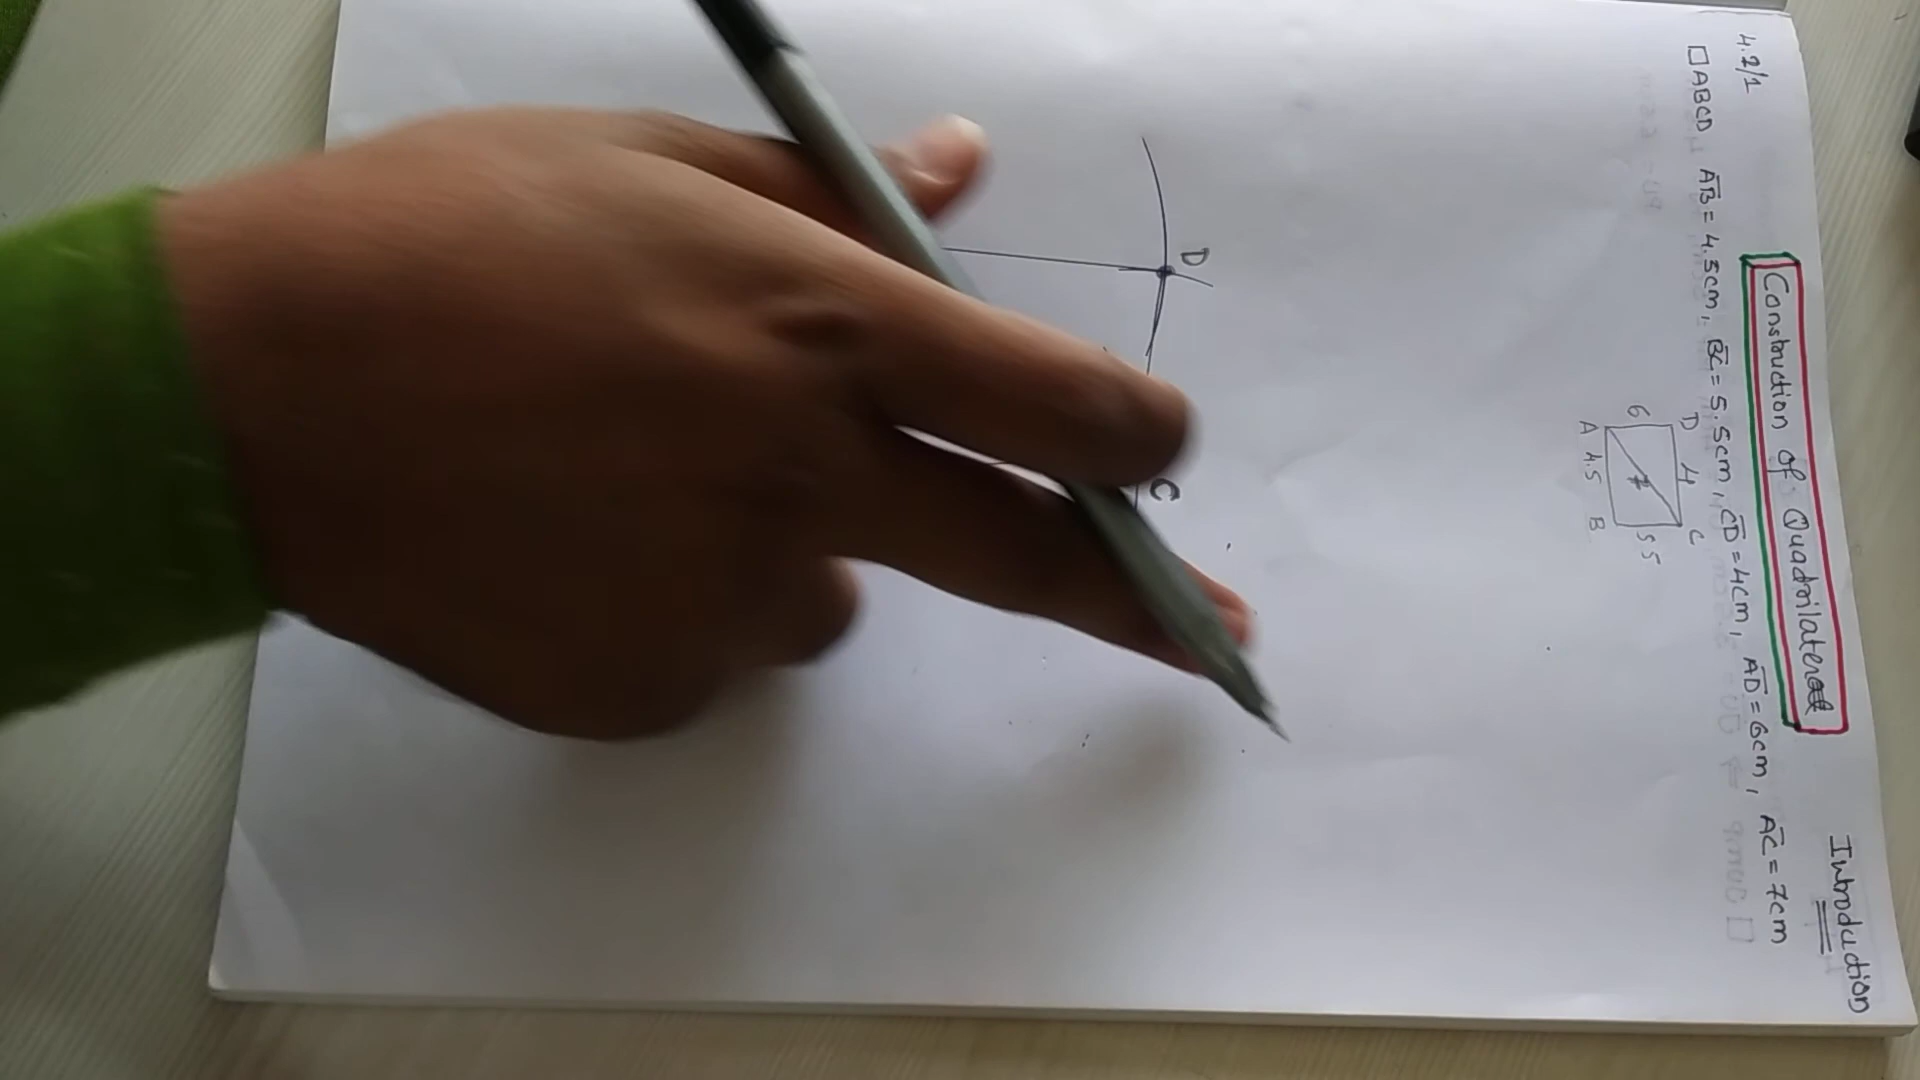 Introduction
Construction of Quadrilateral
4.2/1
□ABCD, AB = 4.5cm, BC = 5.5cm, CD = 4cm, AD = 6cm, AC = 7cm
D 4 C
6 7 5.5
A 4.5 B
D
C